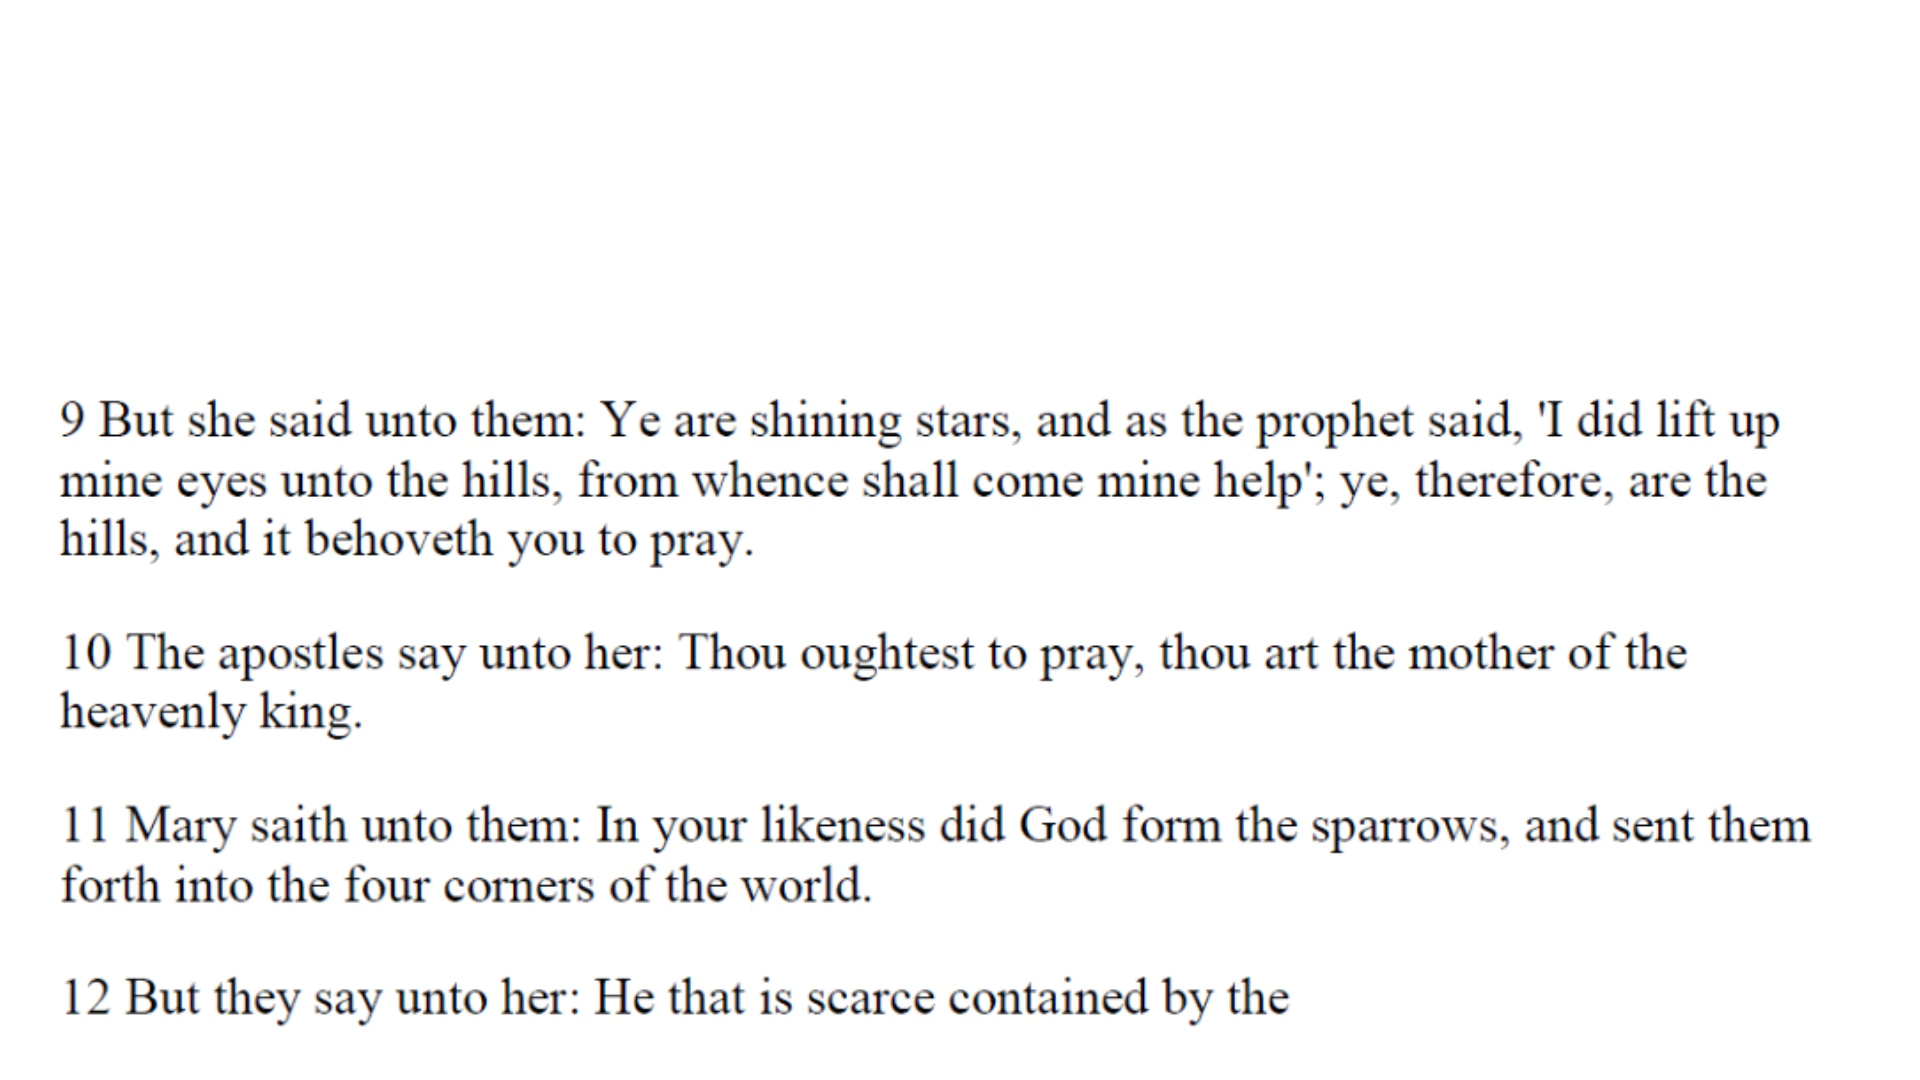 9 But she said unto them: Ye are shining stars, and as the prophet said, 'I did lift up
mine eyes unto the hills, from whence shall come mine help'; ye, therefore, are the
hills, and it behoveth you to pray.
10 The apostles say unto her: Thou oughtest to pray, thou art the mother of the
heavenly king.
11 Mary saith unto them: In your likeness did God form the sparrows, and sent them
forth into the four corners of the world.
12 But they say unto her: He that is scarce contained by the